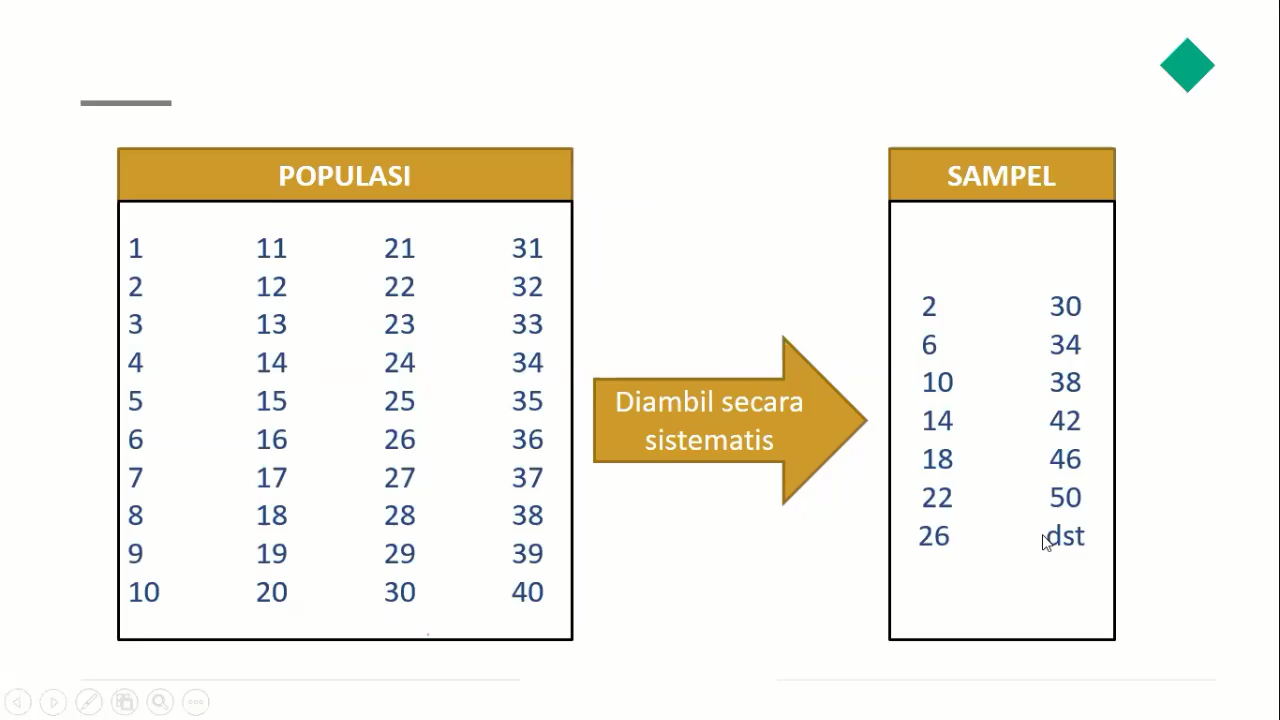 POPULASI
1 11 21 31
2 12 22 32
3 13 23 33
4 14 24 34
5 15 25 35
6 16 26 36
7 17 27 37
8 18 28 38
9 19 29 39
10 20 30 40
Diambil secara
sistematis
SAMPEL
2 30
6 34
10 38
14 42
18 46
22 50
26 dst